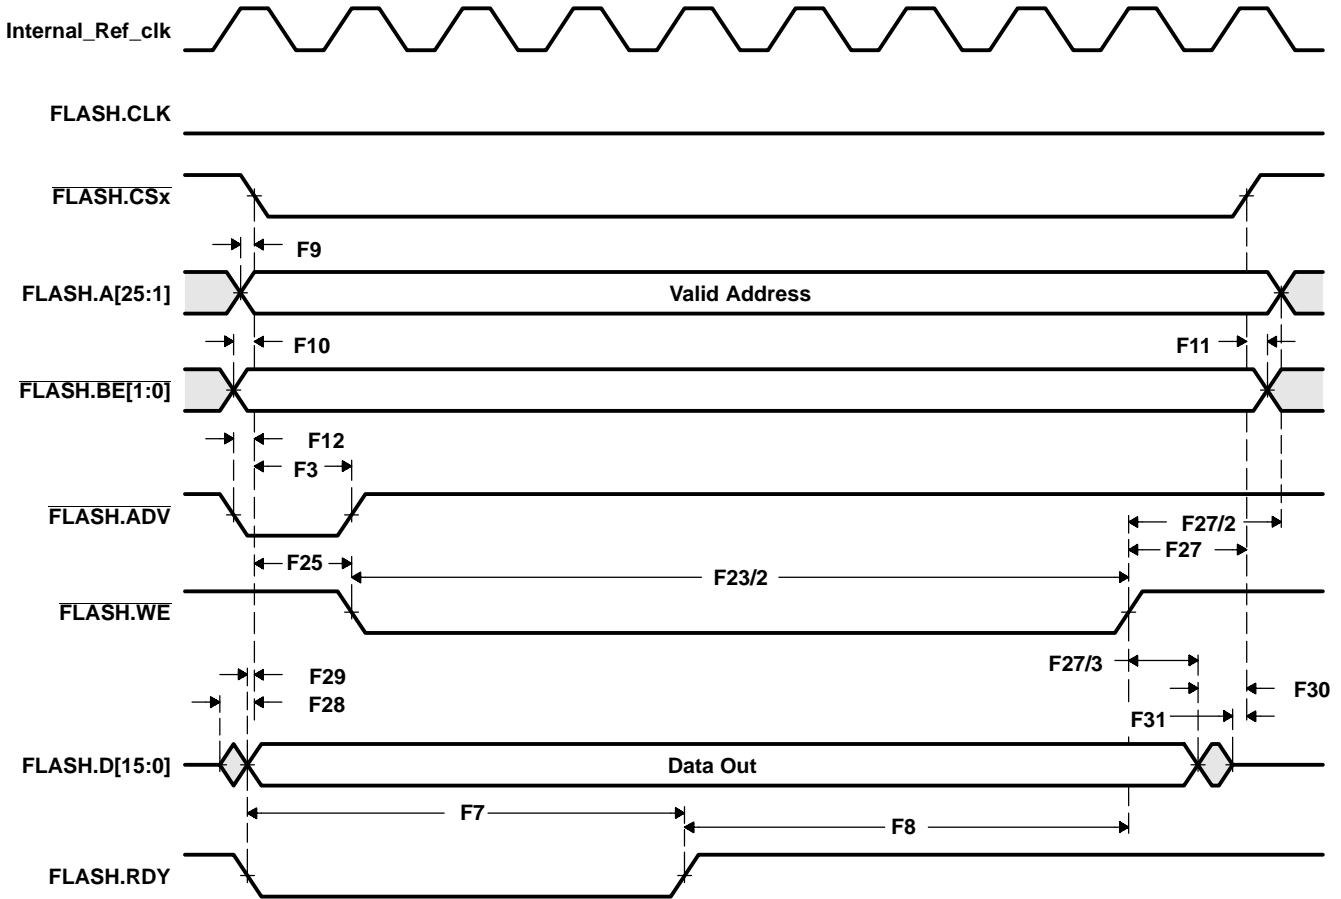 Internal_Ref_clk
FLASH.CLK
FLASH.CSx
F9
FLASH.A[25:1]
Valid Address
F10
F11
FLASH.BE[1:0]
F12
F3
FLASH.ADV
F27/2
F25
F27
F23/2
FLASH.WE
F27/3
F29
F30
F28
F31
FLASH.D[15:0]
Data Out
F7
F8
FLASH.RDY